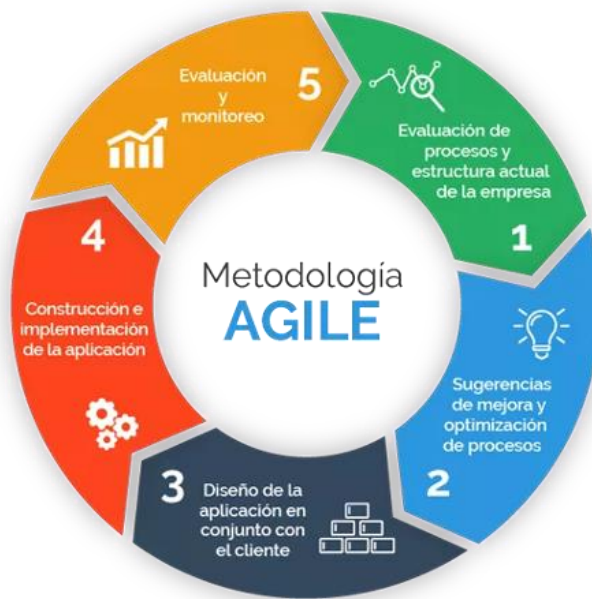 Metodología
AGILE
Evaluación de
procesos y
estructura actual
de la empresa
1
Sugerencias
de mejora y
optimización
de procesos
2
3
Diseño de la
aplicación en
conjunto con
el cliente
4
Construcción e
implementación
de la aplicación
5
Evaluación
y
monitoreo